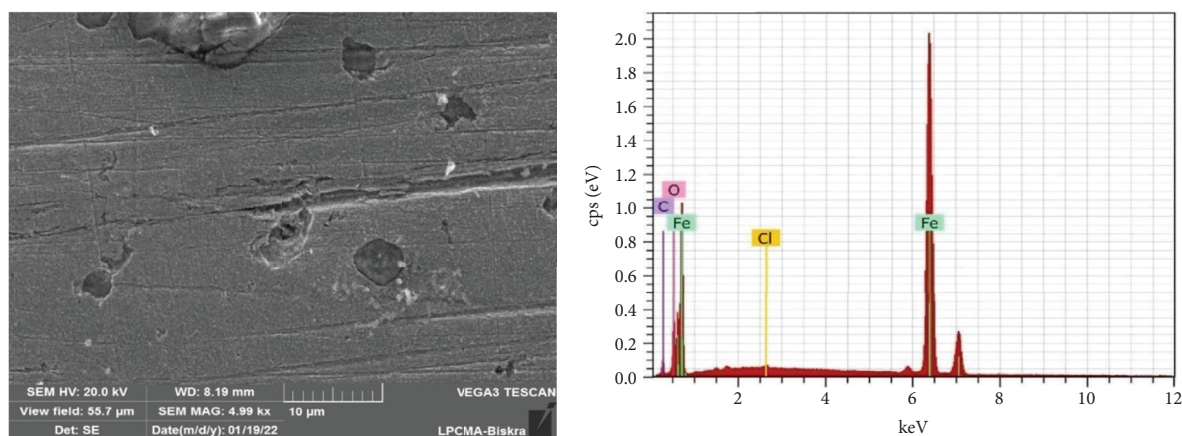 SEM HV: 20.0 kV WD: 8.19 mm VEGA3 TESCAN
View field: 55.7 μm SEM MAG: 4.99 kx 10 μm
Det: SE Date(m/d/y): 01/19/22 LPCMA-Biskra
cps (eV)
2.0
1.8
1.6
1.4
1.2
1.0
0.8
0.6
0.4
0.2
0.0
O
C
Fe
Cl
Fe
2 4 6 8 10 12
keV